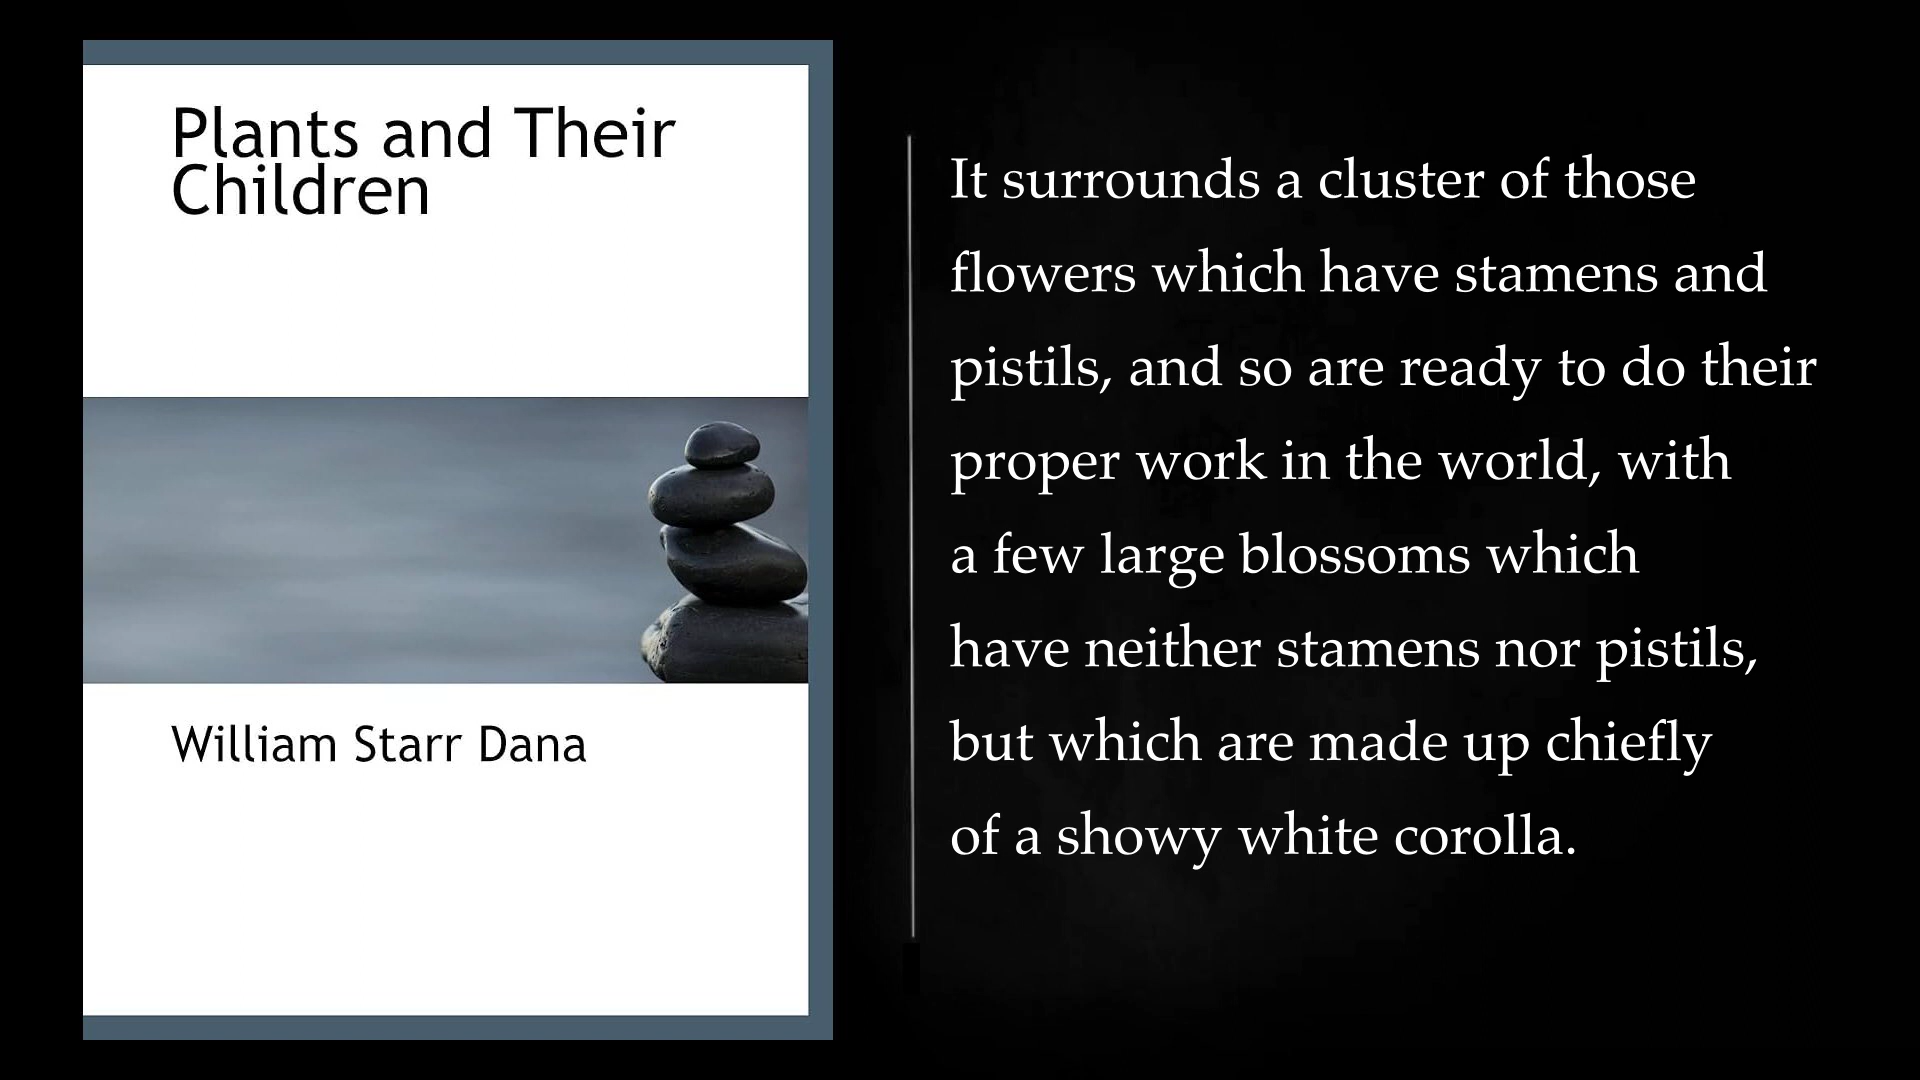 Plants and Their
Children
William Starr Dana
It surrounds a cluster of those
flowers which have stamens and
pistils, and so are ready to do their
proper work in the world, with
a few large blossoms which
have neither stamens nor pistils,
but which are made up chiefly
of a showy white corolla.